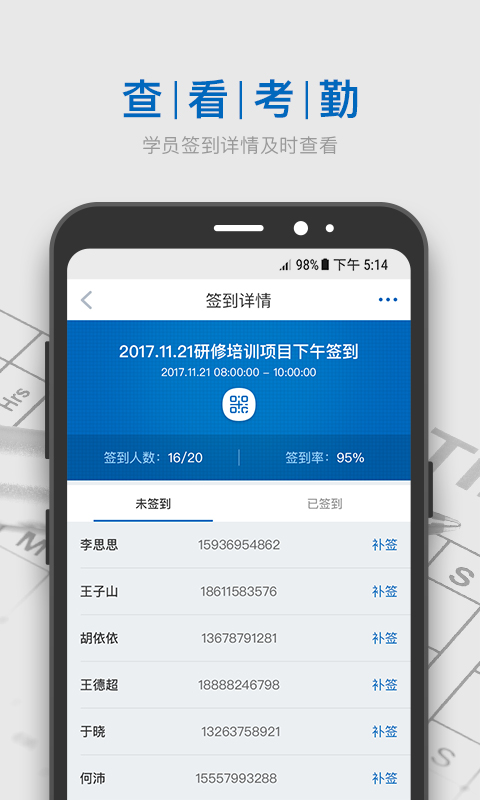 查看考勤
学员签到详情及时查看
98% 下午 5:14
签到详情
2017.11.21研修培训项目下午签到
2017.11.21 08:00:00 – 10:00:00
签到人数：16/20 签到率：95%
未签到 已签到
李思思 15936954862 补签
王子山 18611583576 补签
胡依依 13678791281 补签
王德超 18888246798 补签
于晓 13263758921 补签
何沛 15557993288 补签
Hrs
S
S